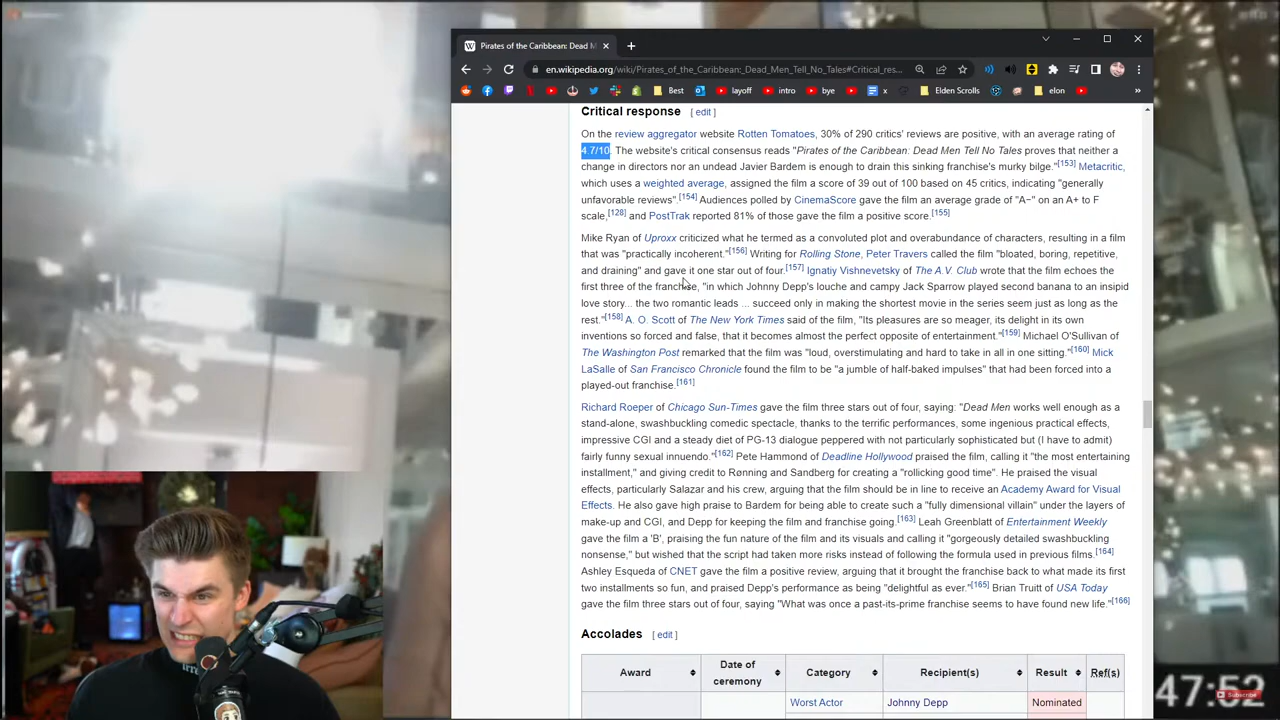 Pirates of the Caribbean: Dead M
en.wikipedia.org/wiki/Pirates_of_the_Caribbean:_Dead_Men_Tell_No_Tales#Critical_res...
Best
layoff
intro
bye
x
Elden Scrolls
elon
»
Critical response [ edit ]
On the review aggregator website Rotten Tomatoes, 30% of 290 critics' reviews are positive, with an average rating of
4.7/10. The website's critical consensus reads "Pirates of the Caribbean: Dead Men Tell No Tales proves that neither a
change in directors nor an undead Javier Bardem is enough to drain this sinking franchise's murky bilge."[153] Metacritic,
which uses a weighted average, assigned the film a score of 39 out of 100 based on 45 critics, indicating "generally
unfavorable reviews".[154] Audiences polled by CinemaScore gave the film an average grade of "A−" on an A+ to F
scale,[128] and PostTrak reported 81% of those gave the film a positive score.[155]
Mike Ryan of Uproxx criticized what he termed as a convoluted plot and overabundance of characters, resulting in a film
that was "practically incoherent."[156] Writing for Rolling Stone, Peter Travers called the film "bloated, boring, repetitive,
and draining" and gave it one star out of four.[157] Ignatiy Vishnevetsky of The A.V. Club wrote that the film echoes the
first three of the franchise, "in which Johnny Depp's louche and campy Jack Sparrow played second banana to an insipid
love story... the two romantic leads ... succeed only in making the shortest movie in the series seem just as long as the
rest."[158] A. O. Scott of The New York Times said of the film, "Its pleasures are so meager, its delight in its own
inventions so forced and false, that it becomes almost the perfect opposite of entertainment."[159] Michael O'Sullivan of
The Washington Post remarked that the film was "loud, overstimulating and hard to take in all in one sitting."[160] Mick
LaSalle of San Francisco Chronicle found the film to be "a jumble of half-baked impulses" that had been forced into a
played-out franchise.[161]
Richard Roeper of Chicago Sun-Times gave the film three stars out of four, saying: "Dead Men works well enough as a
stand-alone, swashbuckling comedic spectacle, thanks to the terrific performances, some ingenious practical effects,
impressive CGI and a steady diet of PG-13 dialogue peppered with not particularly sophisticated but (I have to admit)
fairly funny sexual innuendo."[162] Pete Hammond of Deadline Hollywood praised the film, calling it "the most entertaining
installment," and giving credit to Rønning and Sandberg for creating a "rollicking good time". He praised the visual
effects, particularly Salazar and his crew, arguing that the film should be in line to receive an Academy Award for Visual
Effects. He also gave high praise to Bardem for being able to create such a "fully dimensional villain" under the layers of
make-up and CGI, and Depp for keeping the film and franchise going.[163] Leah Greenblatt of Entertainment Weekly
gave the film a 'B', praising the fun nature of the film and its visuals and calling it "gorgeously detailed swashbuckling
nonsense," but wished that the script had taken more risks instead of following the formula used in previous films.[164]
Ashley Esqueda of CNET gave the film a positive review, arguing that it brought the franchise back to what made its first
two installments so fun, and praised Depp's performance as being "delightful as ever."[165] Brian Truitt of USA Today
gave the film three stars out of four, saying "What was once a past-its-prime franchise seems to have found new life."[166]
Accolades [ edit ]
Award
Date of
ceremony
Category
Recipient(s)
Result
Ref(s)
Worst Actor
Johnny Depp
Nominated
47:52
Subscribe